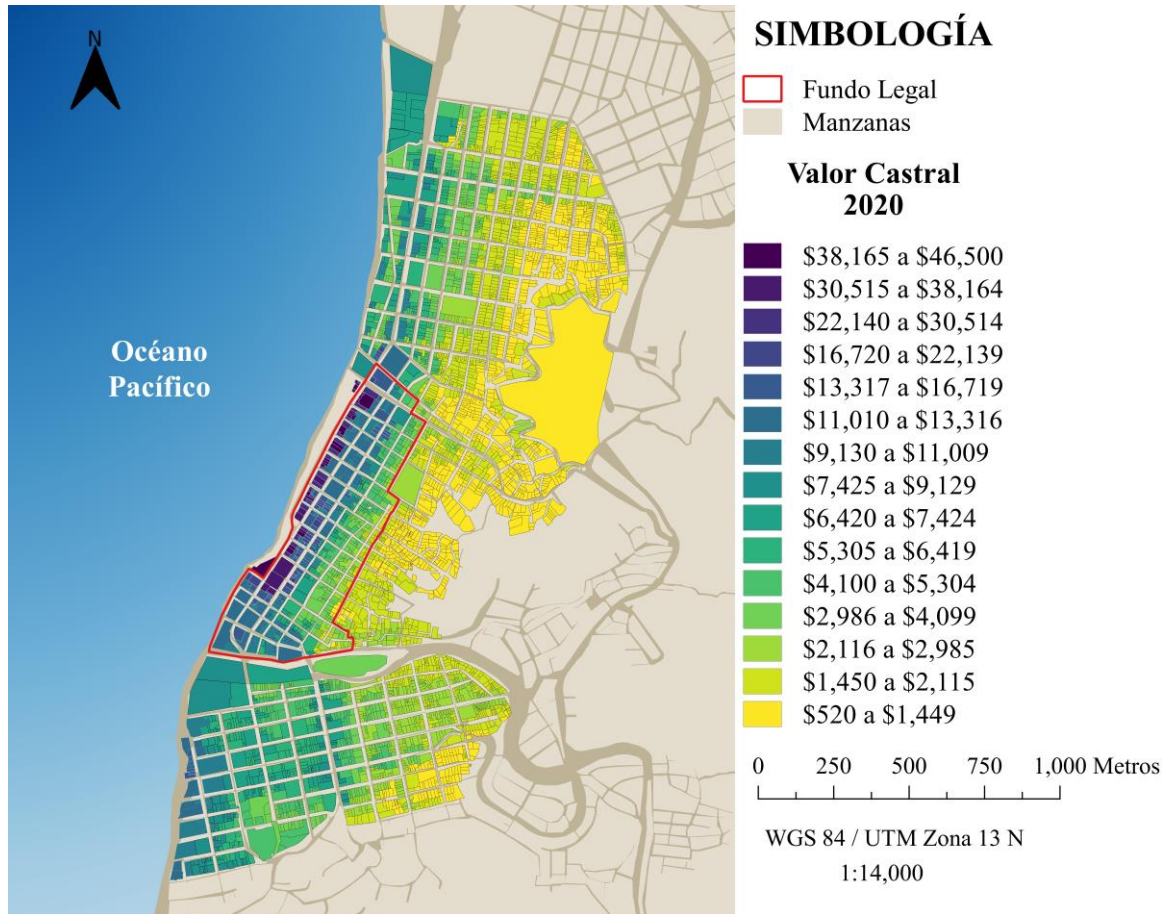 N
Océano
Pacífico
SIMBOLOGÍA
Fundo Legal
Manzanas
Valor Castral
2020
$38,165 a $46,500
$30,515 a $38,164
$22,140 a $30,514
$16,720 a $22,139
$13,317 a $16,719
$11,010 a $13,316
$9,130 a $11,009
$7,425 a $9,129
$6,420 a $7,424
$5,305 a $6,419
$4,100 a $5,304
$2,986 a $4,099
$2,116 a $2,985
$1,450 a $2,115
$520 a $1,449
0 250 500 750 1,000 Metros
WGS 84 / UTM Zona 13 N
1:14,000